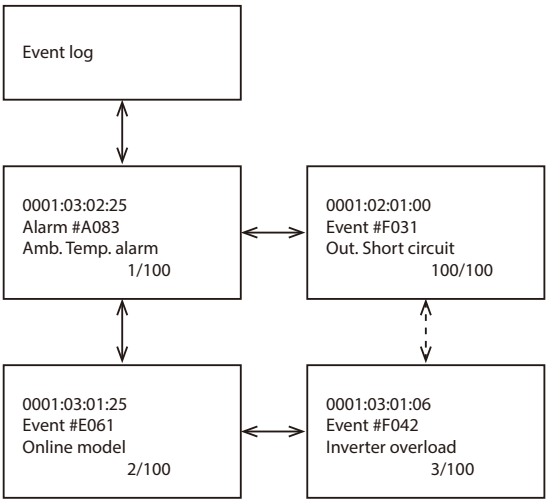 Event log
0001:03:02:25
Alarm #A083
Amb. Temp. alarm
1/100
0001:02:01:00
Event #F031
Out. Short circuit
100/100
0001:03:01:25
Event #E061
Online model
2/100
0001:03:01:06
Event #F042
Inverter overload
3/100